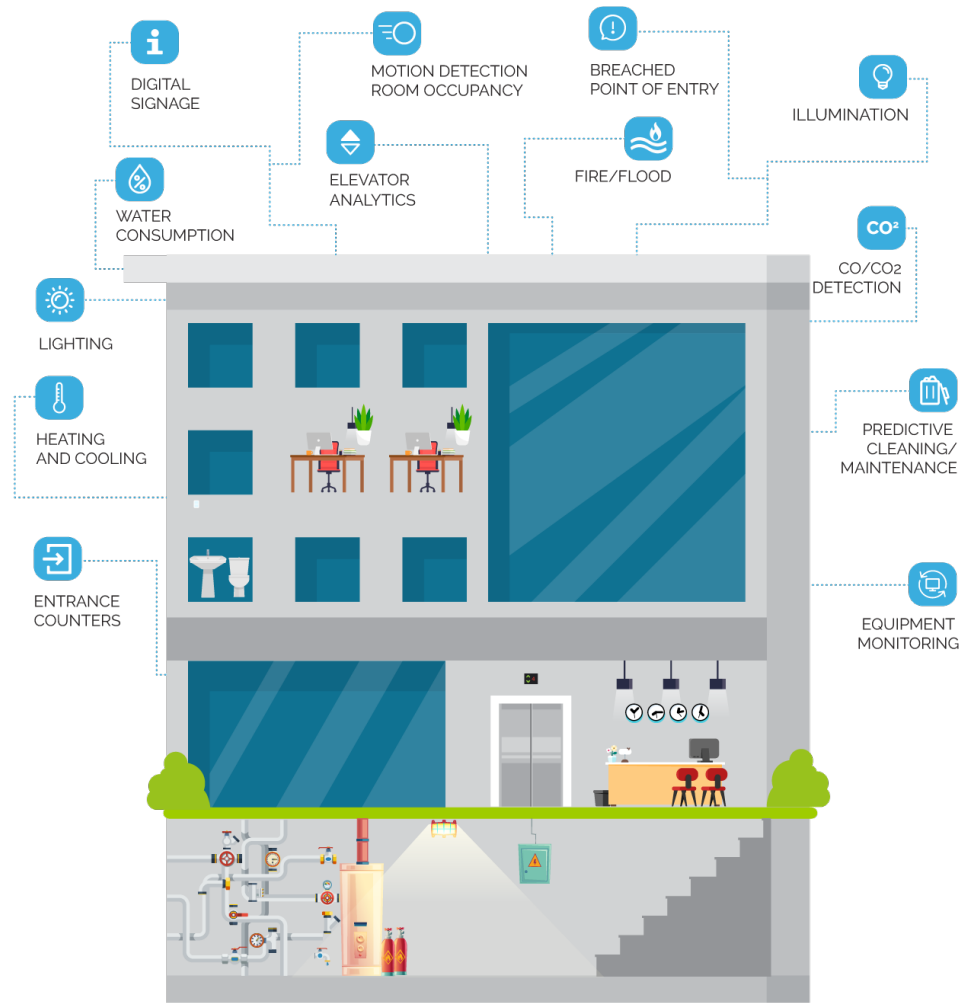 DIGITAL
SIGNAGE
MOTION DETECTION
ROOM OCCUPANCY
BREACHED
POINT OF ENTRY
ILLUMINATION
ELEVATOR
ANALYTICS
FIRE/FLOOD
WATER
CONSUMPTION
CO²
CO/CO2
DETECTION
LIGHTING
HEATING
AND COOLING
PREDICTIVE
CLEANING/
MAINTENANCE
ENTRANCE
COUNTERS
EQUIPMENT
MONITORING